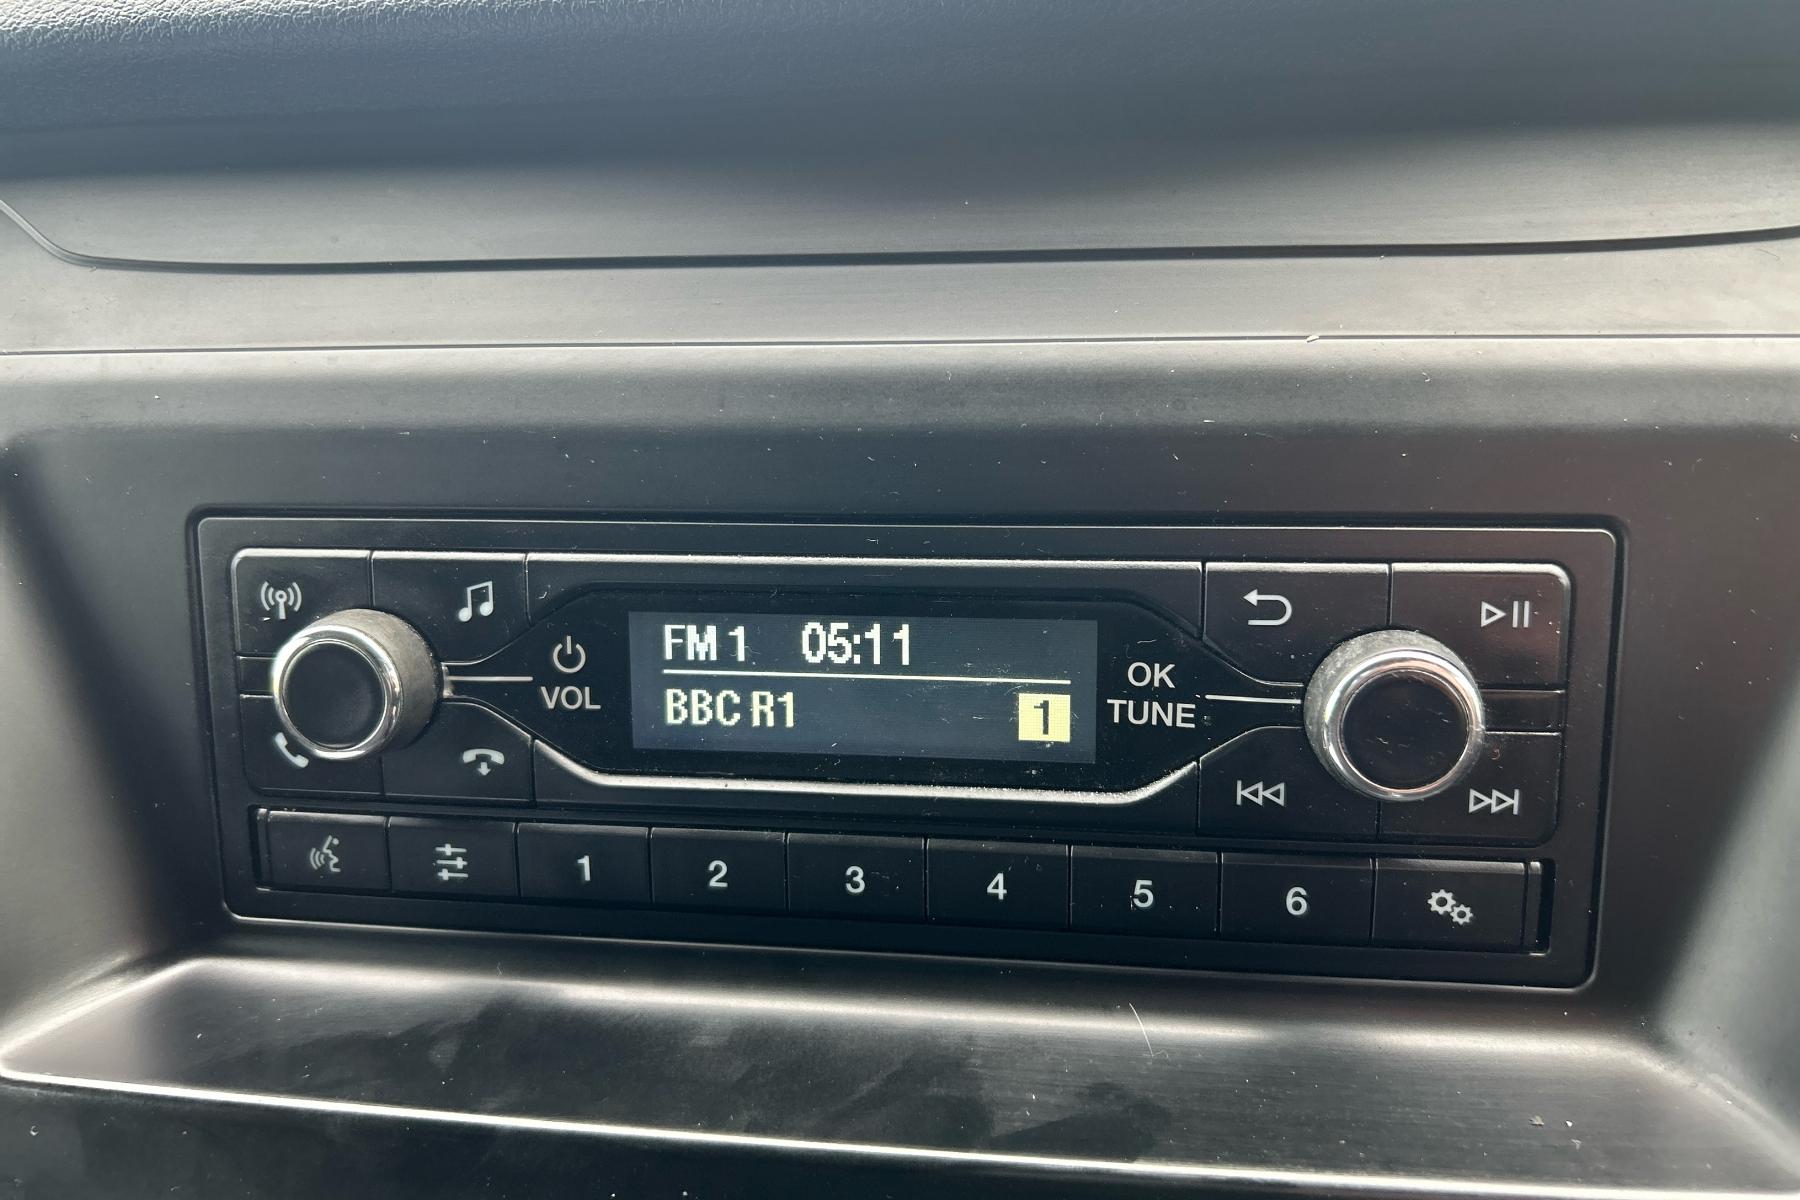 FM 1 05:11
BBC R1 1
VOL
OK
TUNE
1 2 3 4 5 6